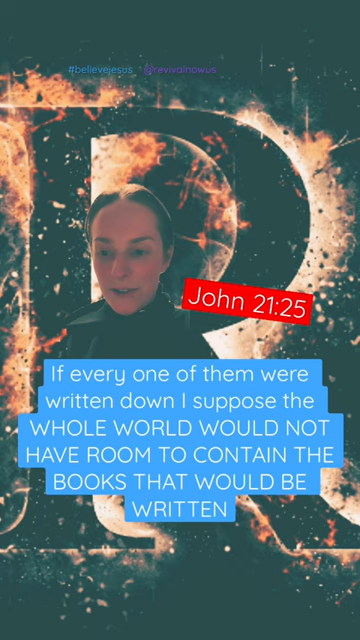 #believejesus @revivalnowus
John 21:25
If every one of them were
written down I suppose the
WHOLE WORLD WOULD NOT
HAVE ROOM TO CONTAIN THE
BOOKS THAT WOULD BE
WRITTEN